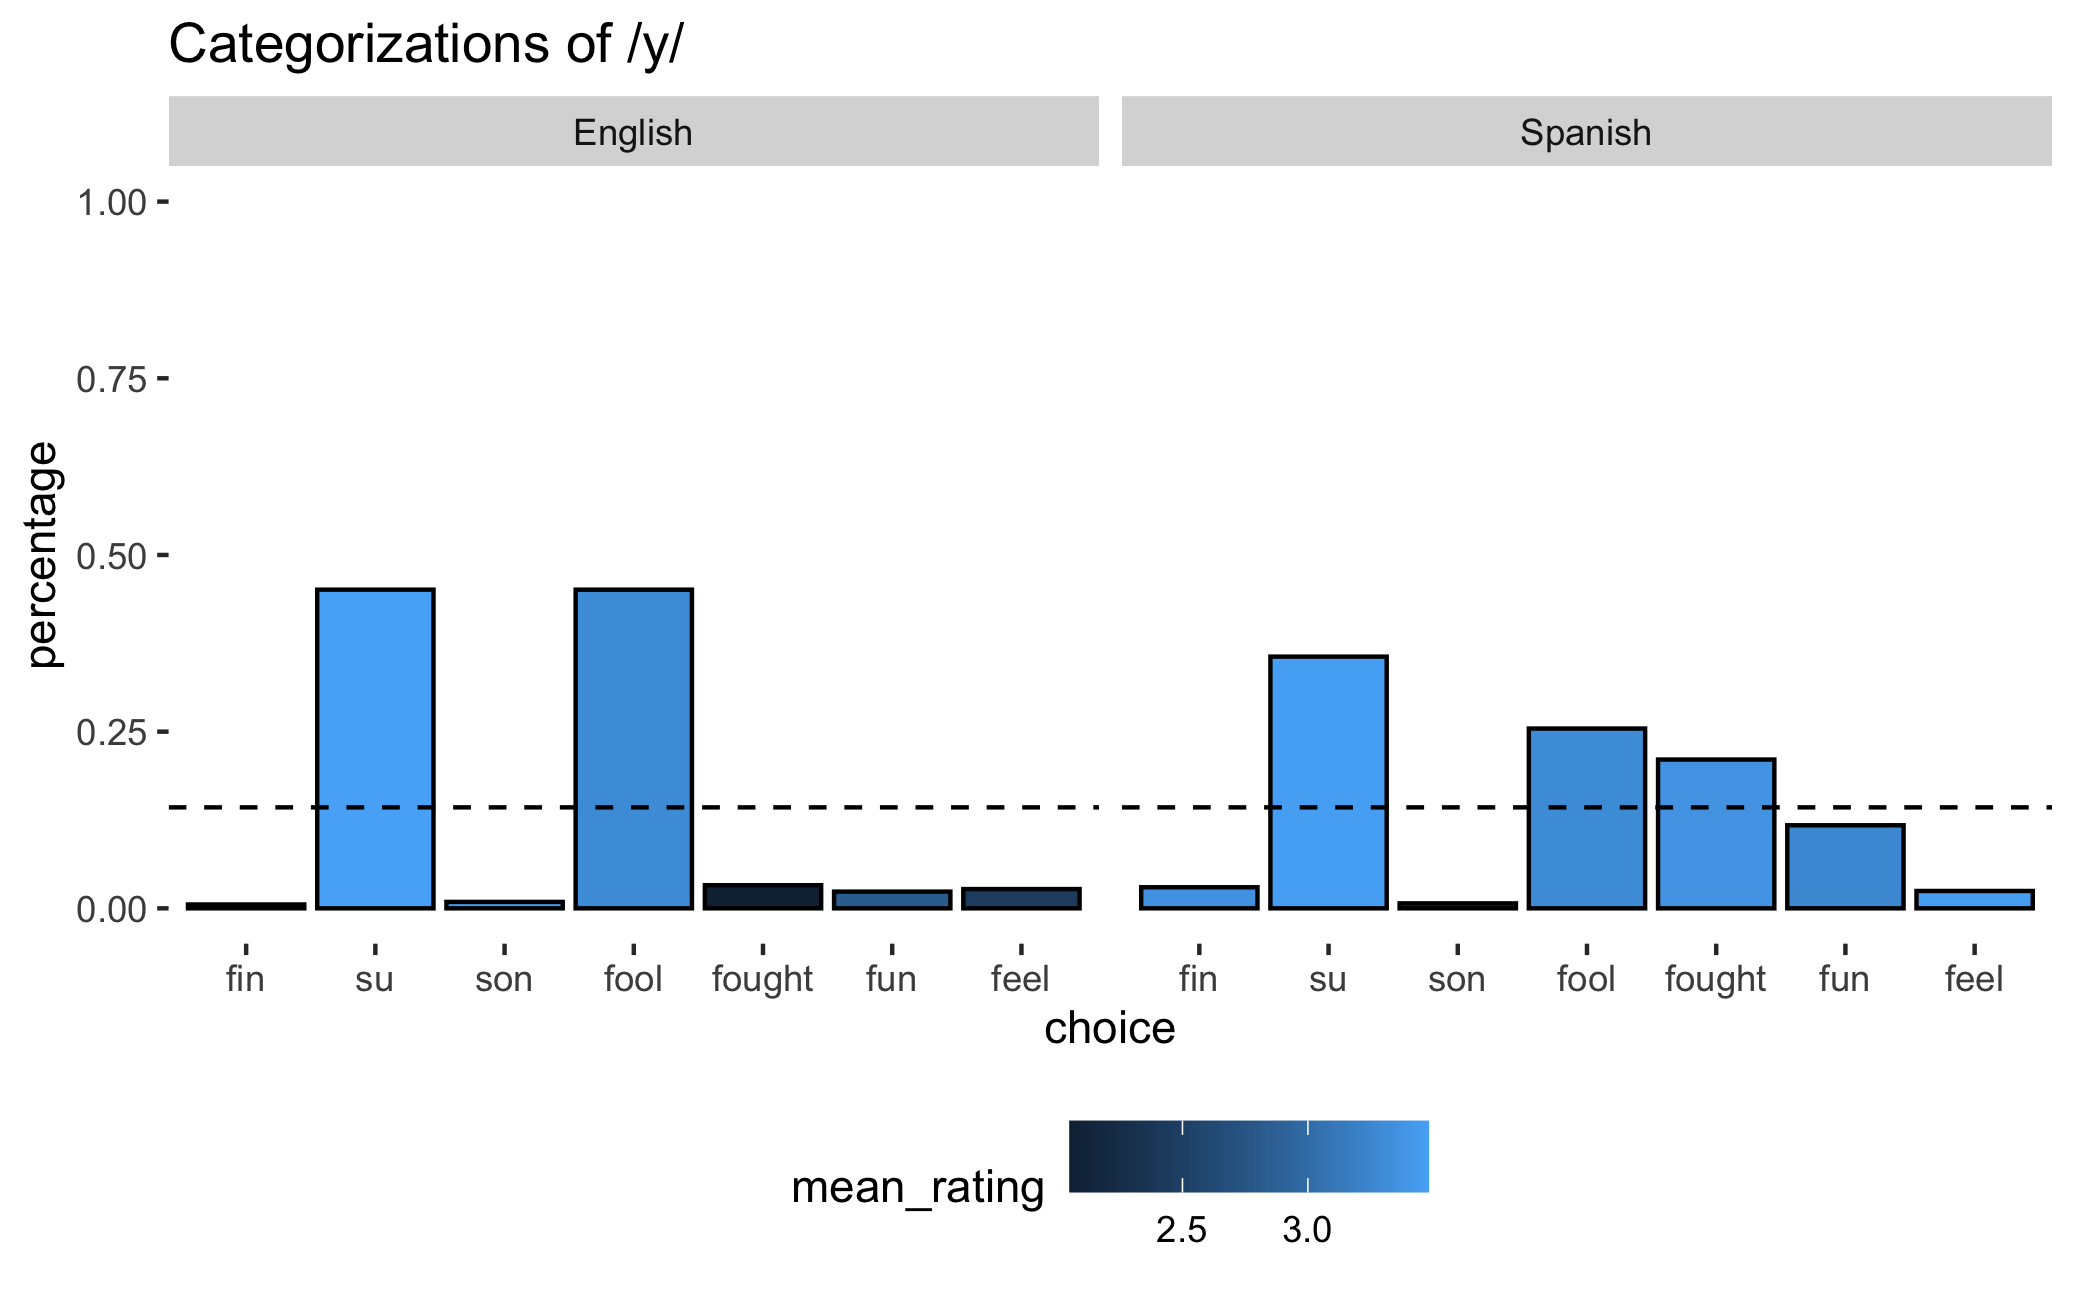 Categorizations of /y/
English Spanish
1.00
0.75
0.50
0.25
0.00
percentage
fin su son fool fought fun feel fin su son fool fought fun feel
choice
mean_rating
2.5 3.0